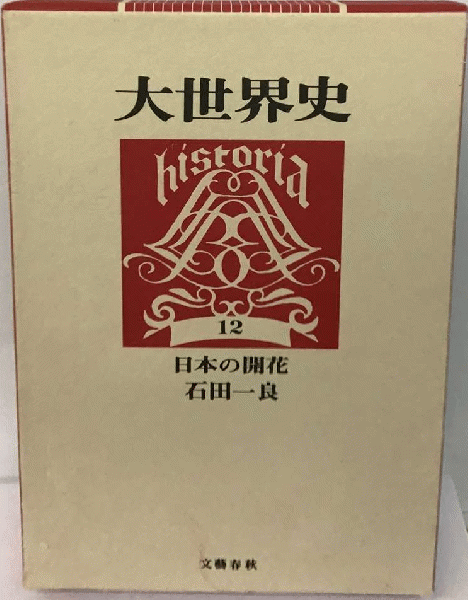 大世界史
historia
12
日本の開花
石田一良
文藝春秋